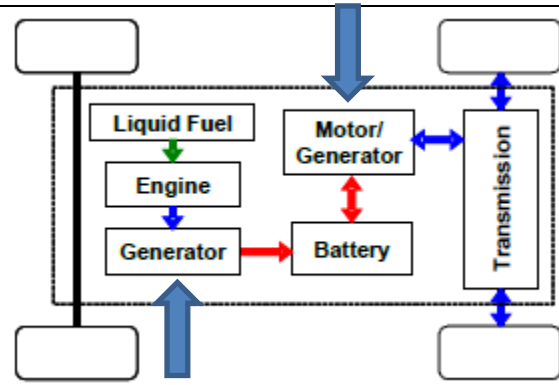 Liquid Fuel
Engine
Generator
Motor/
Generator
Battery
Transmission